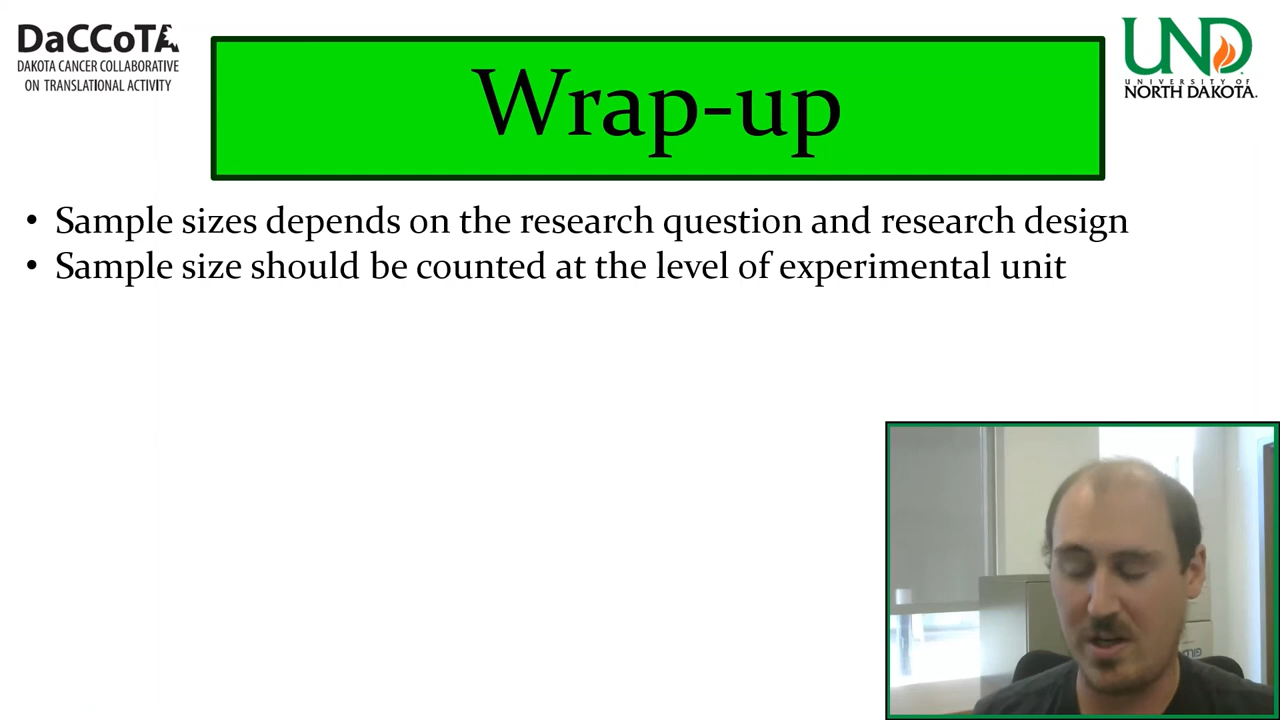 DaCCoTA
DAKOTA CANCER COLLABORATIVE
ON TRANSLATIONAL ACTIVITY
Wrap-up
UND
UNIVERSITY OF
NORTH DAKOTA.
• Sample sizes depends on the research question and research design
• Sample size should be counted at the level of experimental unit